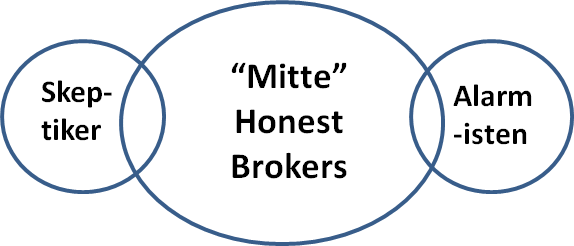 Skep-
tiker
“Mitte”
Honest
Brokers
Alarm
-isten